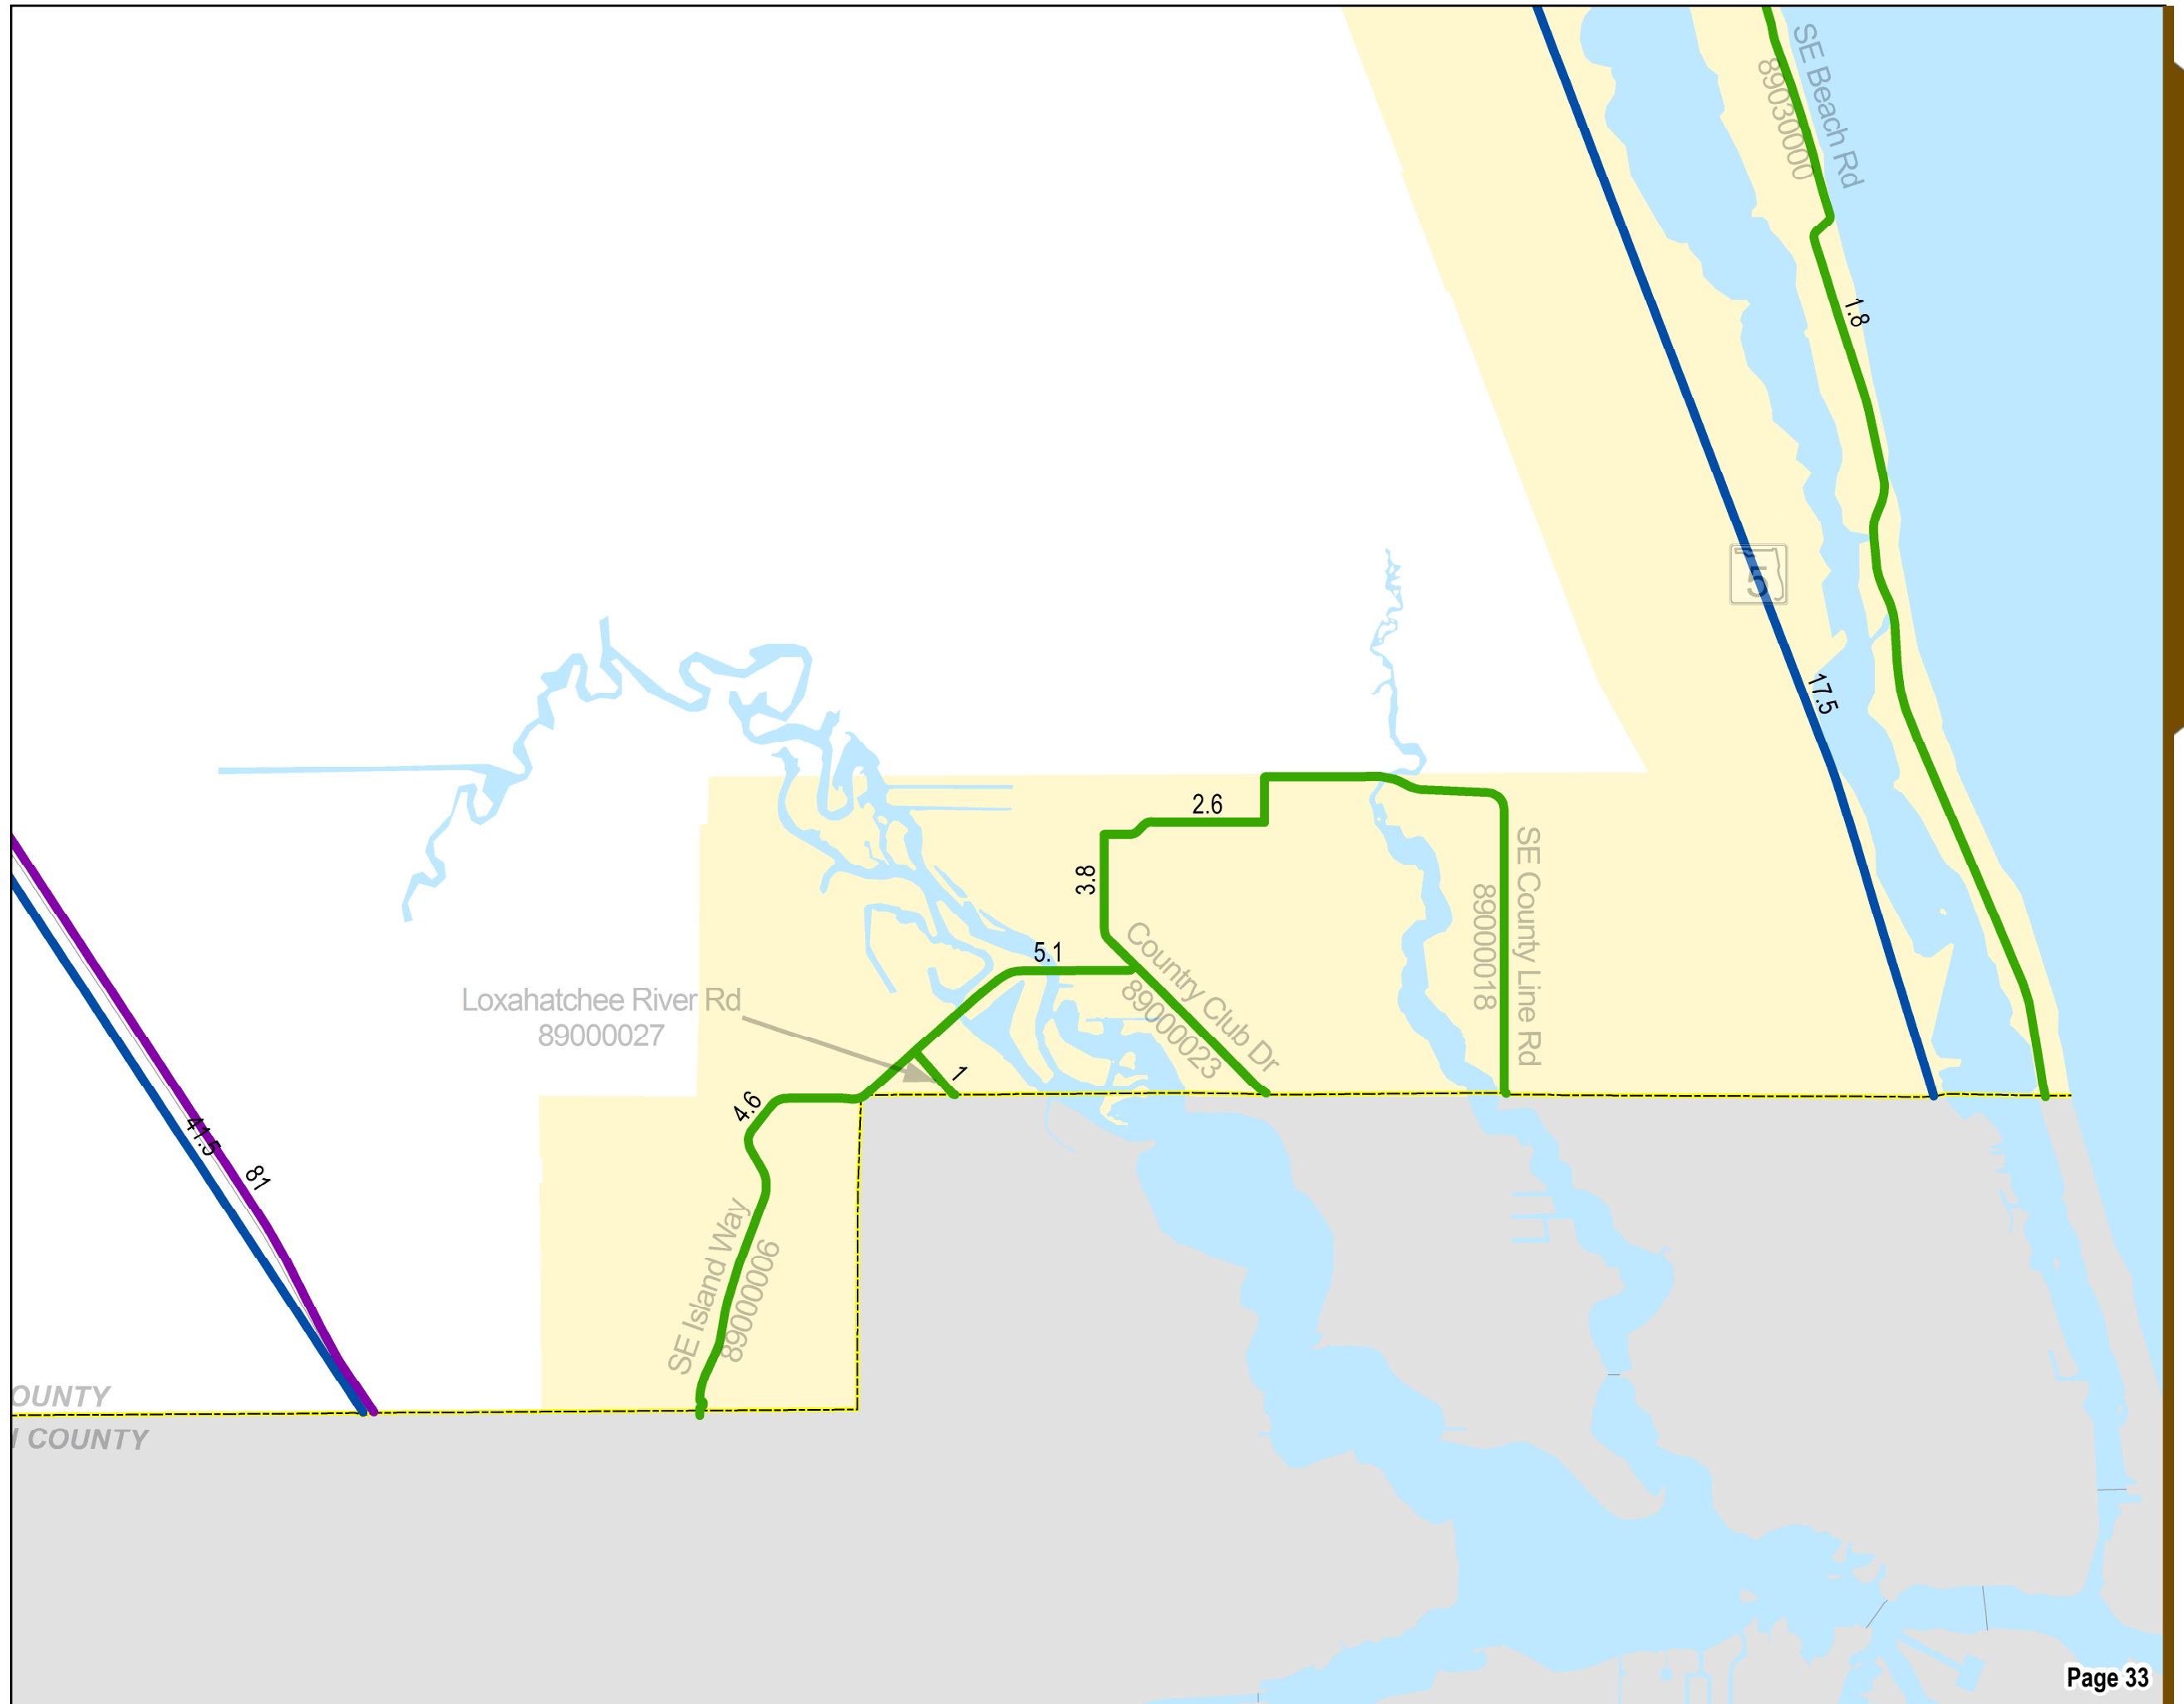 SE Beach Rd
89030000
1.8
5
17.5
2.6
3.8
SE County Line Rd
89000018
5.1
Country Club Dr
89000023
Loxahatchee River Rd
89000027
1
4.6
41.5
81
SE Island Way
89000006
OUNTY
COUNTY
Page 33